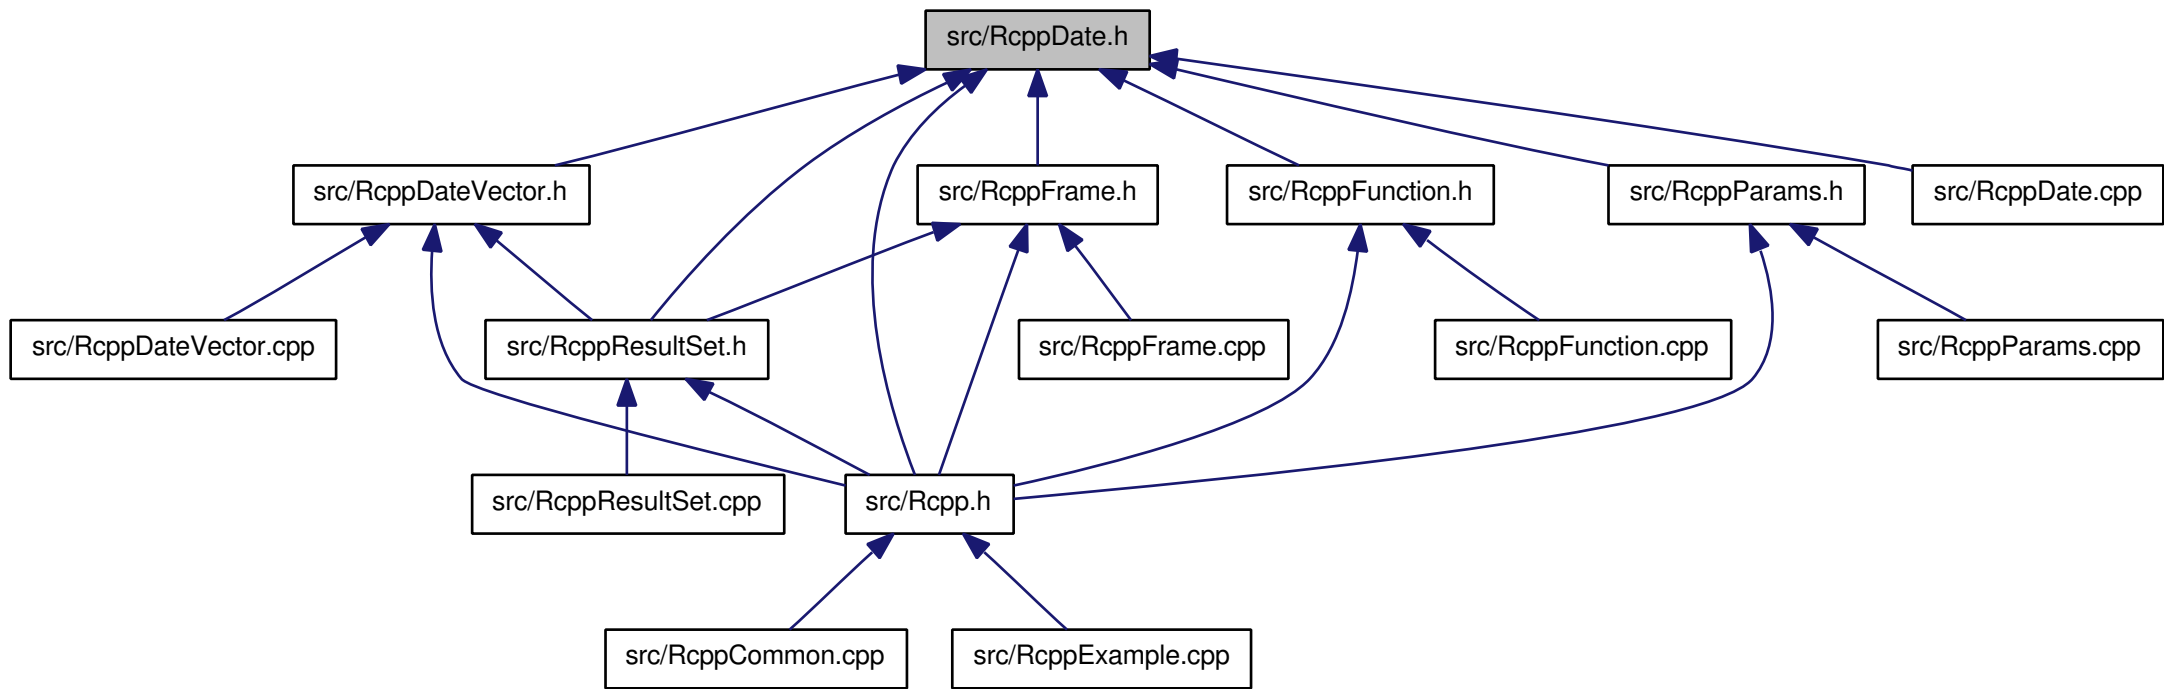 src/RcppDate.h
src/RcppDateVector.h
src/RcppFrame.h
src/RcppFunction.h
src/RcppParams.h
src/RcppDate.cpp
src/RcppDateVector.cpp
src/RcppResultSet.h
src/RcppFrame.cpp
src/RcppFunction.cpp
src/RcppParams.cpp
src/RcppResultSet.cpp
src/Rcpp.h
src/RcppCommon.cpp
src/RcppExample.cpp